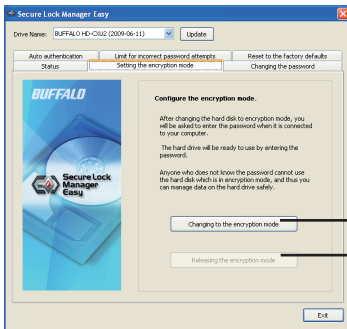 Secure Lock Manager Easy
Drive Name: BUFFALO HD-CXU2 (2009-06-11) Update
Auto authentication Limit for incorrect password attempts Reset to the factory defaults
Status Setting the encryption mode Changing the password
BUFFALO
Secure Lock
Manager
Easy
Configure the encryption mode.
After changing the hard disk to encryption mode, you
will be asked to enter the password when it is connected
to your computer.
The hard drive will be ready to use by entering the
password.
Anyone who does not know the password cannot use
the hard disk which is in encryption mode, and thus you
can manage data on the hard drive safely.
Changing to the encryption mode
Releasing the encryption mode
Exit